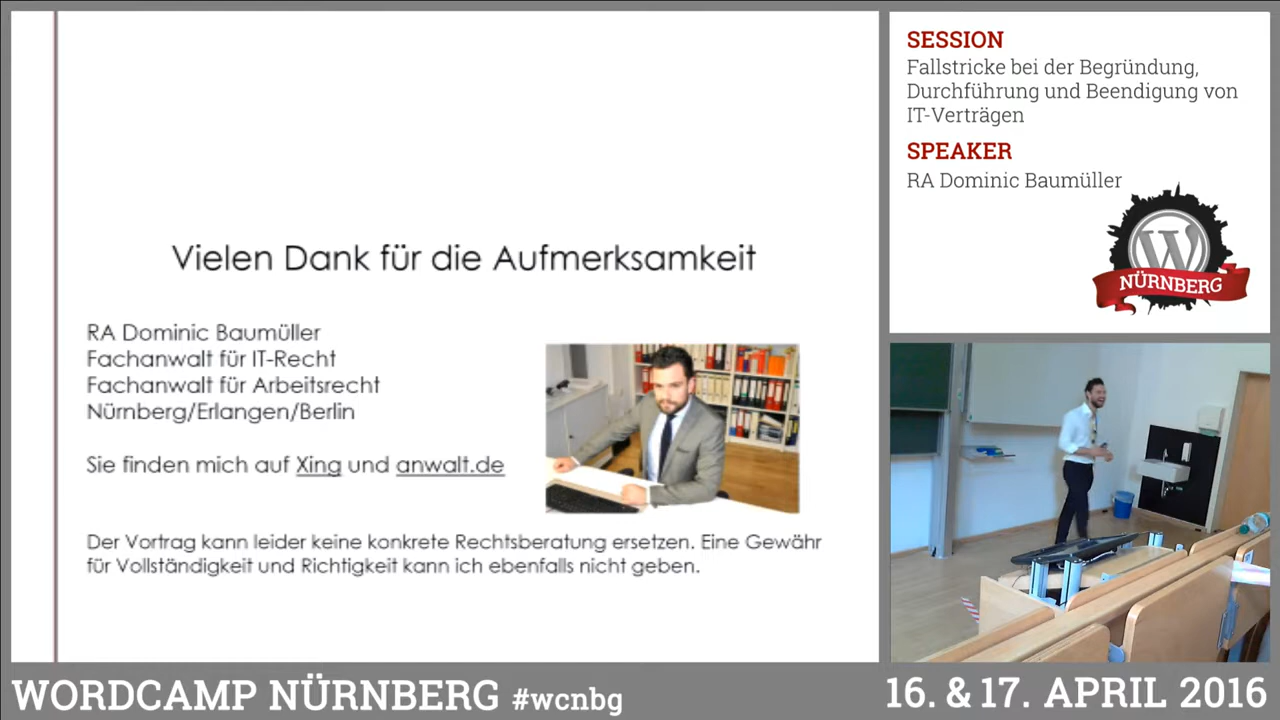 Vielen Dank für die Aufmerksamkeit
RA Dominic Baumüller
Fachanwalt für IT-Recht
Fachanwalt für Arbeitsrecht
Nürnberg/Erlangen/Berlin
Sie finden mich auf Xing und anwalt.de
Der Vortrag kann leider keine konkrete Rechtsberatung ersetzen. Eine Gewähr
für Vollständigkeit und Richtigkeit kann ich ebenfalls nicht geben.
SESSION
Fallstricke bei der Begründung,
Durchführung und Beendigung von
IT-Verträgen
SPEAKER
RA Dominic Baumüller
W
NÜRNBERG
WORDCAMP NÜRNBERG #wcnbg
16. & 17. APRIL 2016